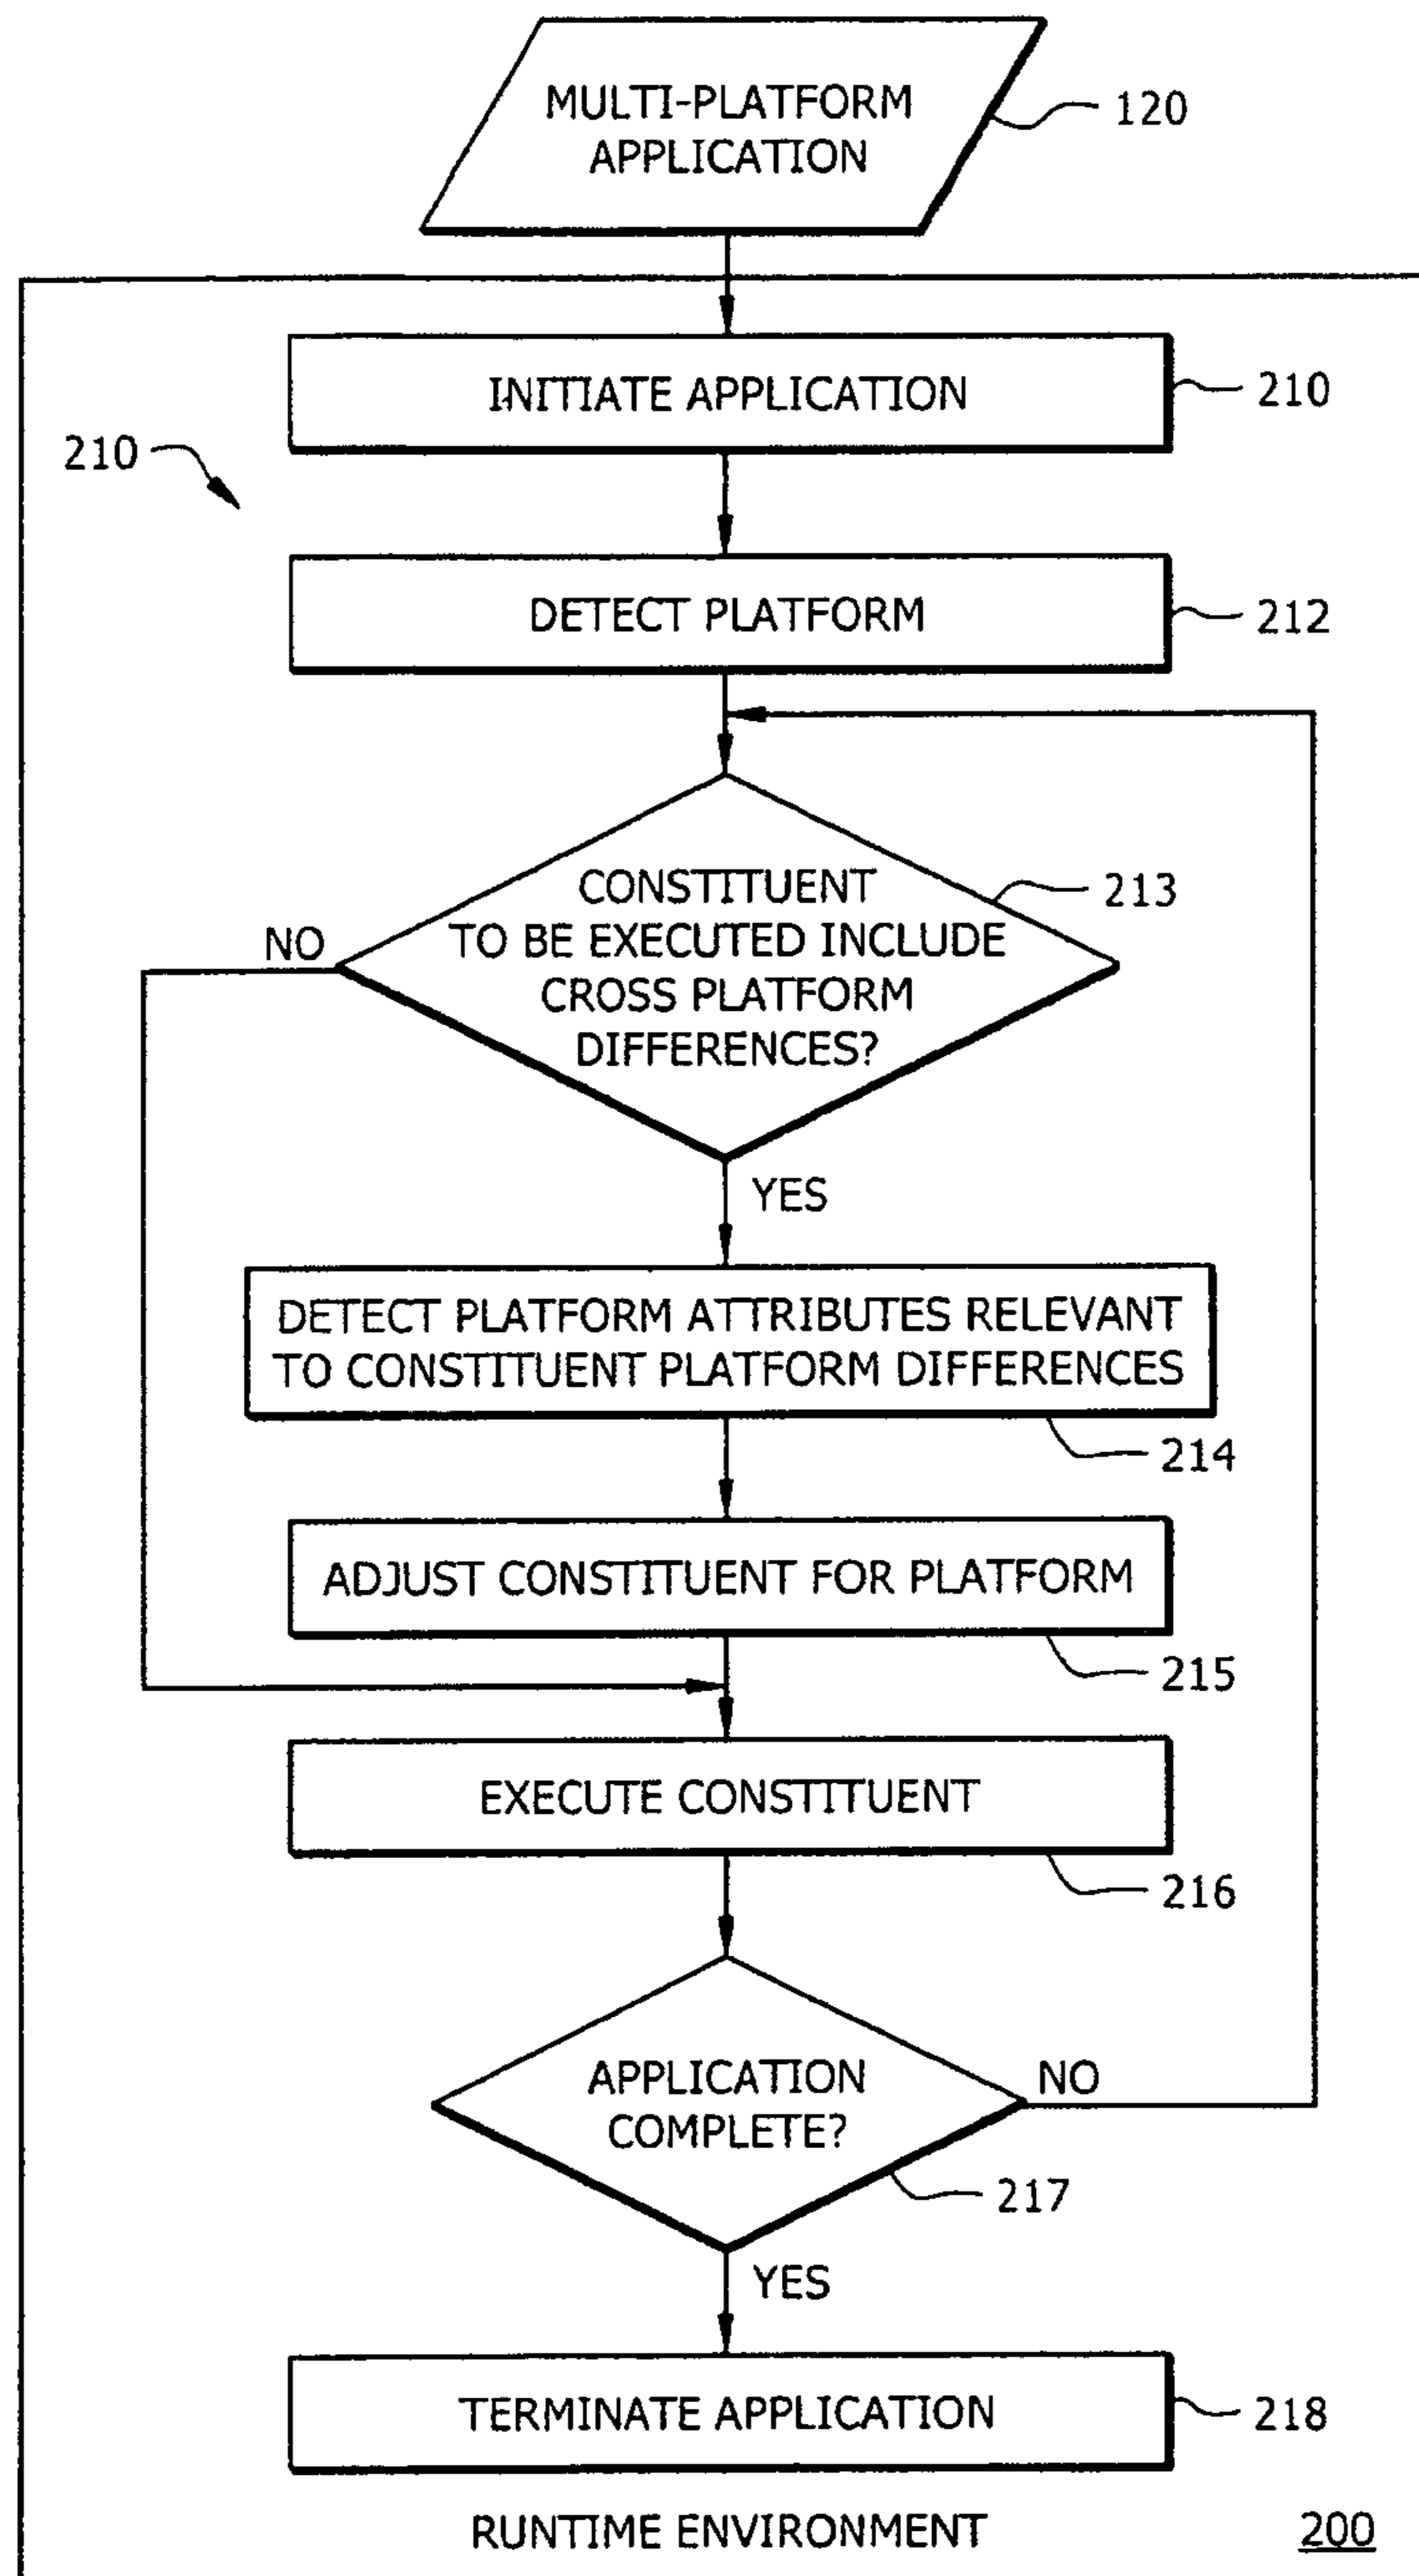 MULTI-PLATFORM
APPLICATION
120
INITIATE APPLICATION
210
210
DETECT PLATFORM
212
CONSTITUENT
TO BE EXECUTED INCLUDE
CROSS PLATFORM
DIFFERENCES?
213
NO
YES
DETECT PLATFORM ATTRIBUTES RELEVANT
TO CONSTITUENT PLATFORM DIFFERENCES
214
ADJUST CONSTITUENT FOR PLATFORM
215
EXECUTE CONSTITUENT
216
APPLICATION
COMPLETE?
NO
217
YES
TERMINATE APPLICATION
218
RUNTIME ENVIRONMENT
200